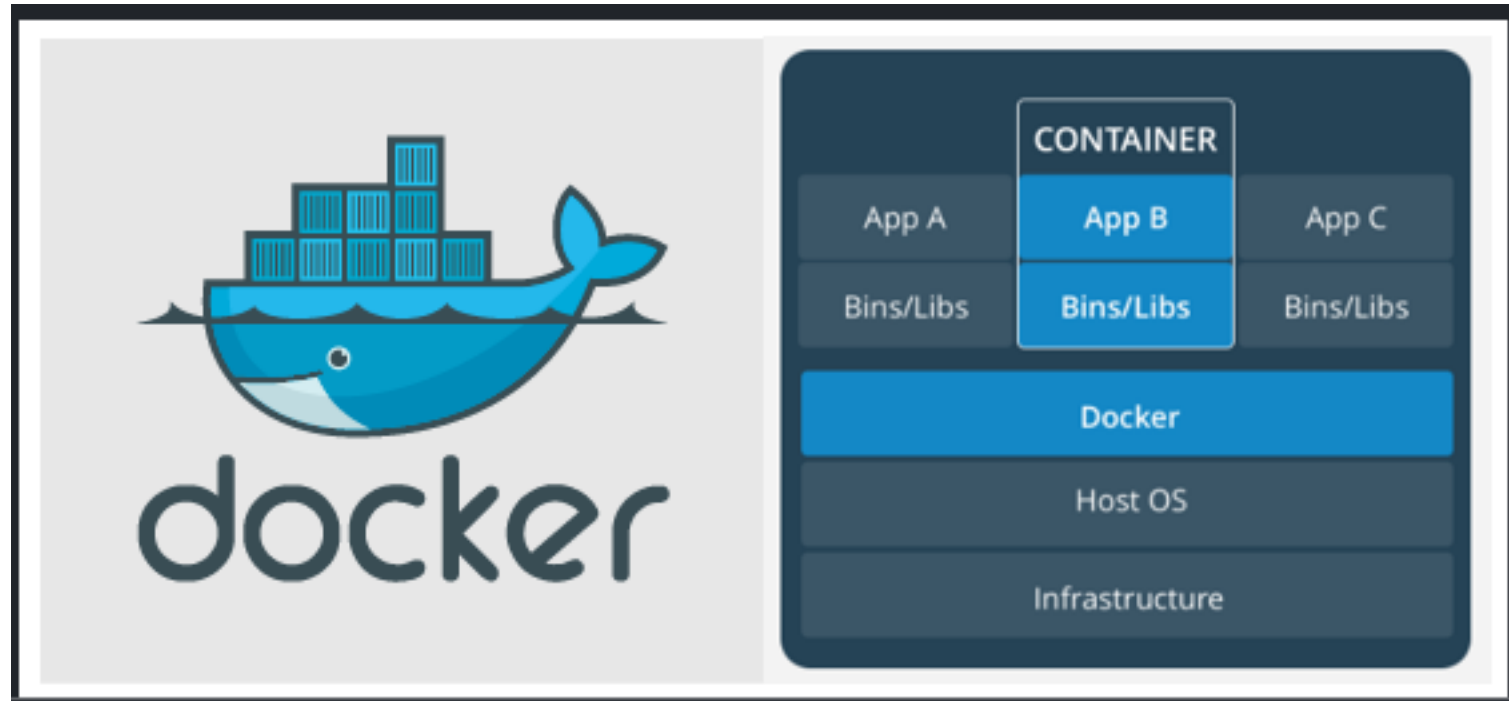 docker
CONTAINER
App A App B App C
Bins/Libs Bins/Libs Bins/Libs
Docker
Host OS
Infrastructure